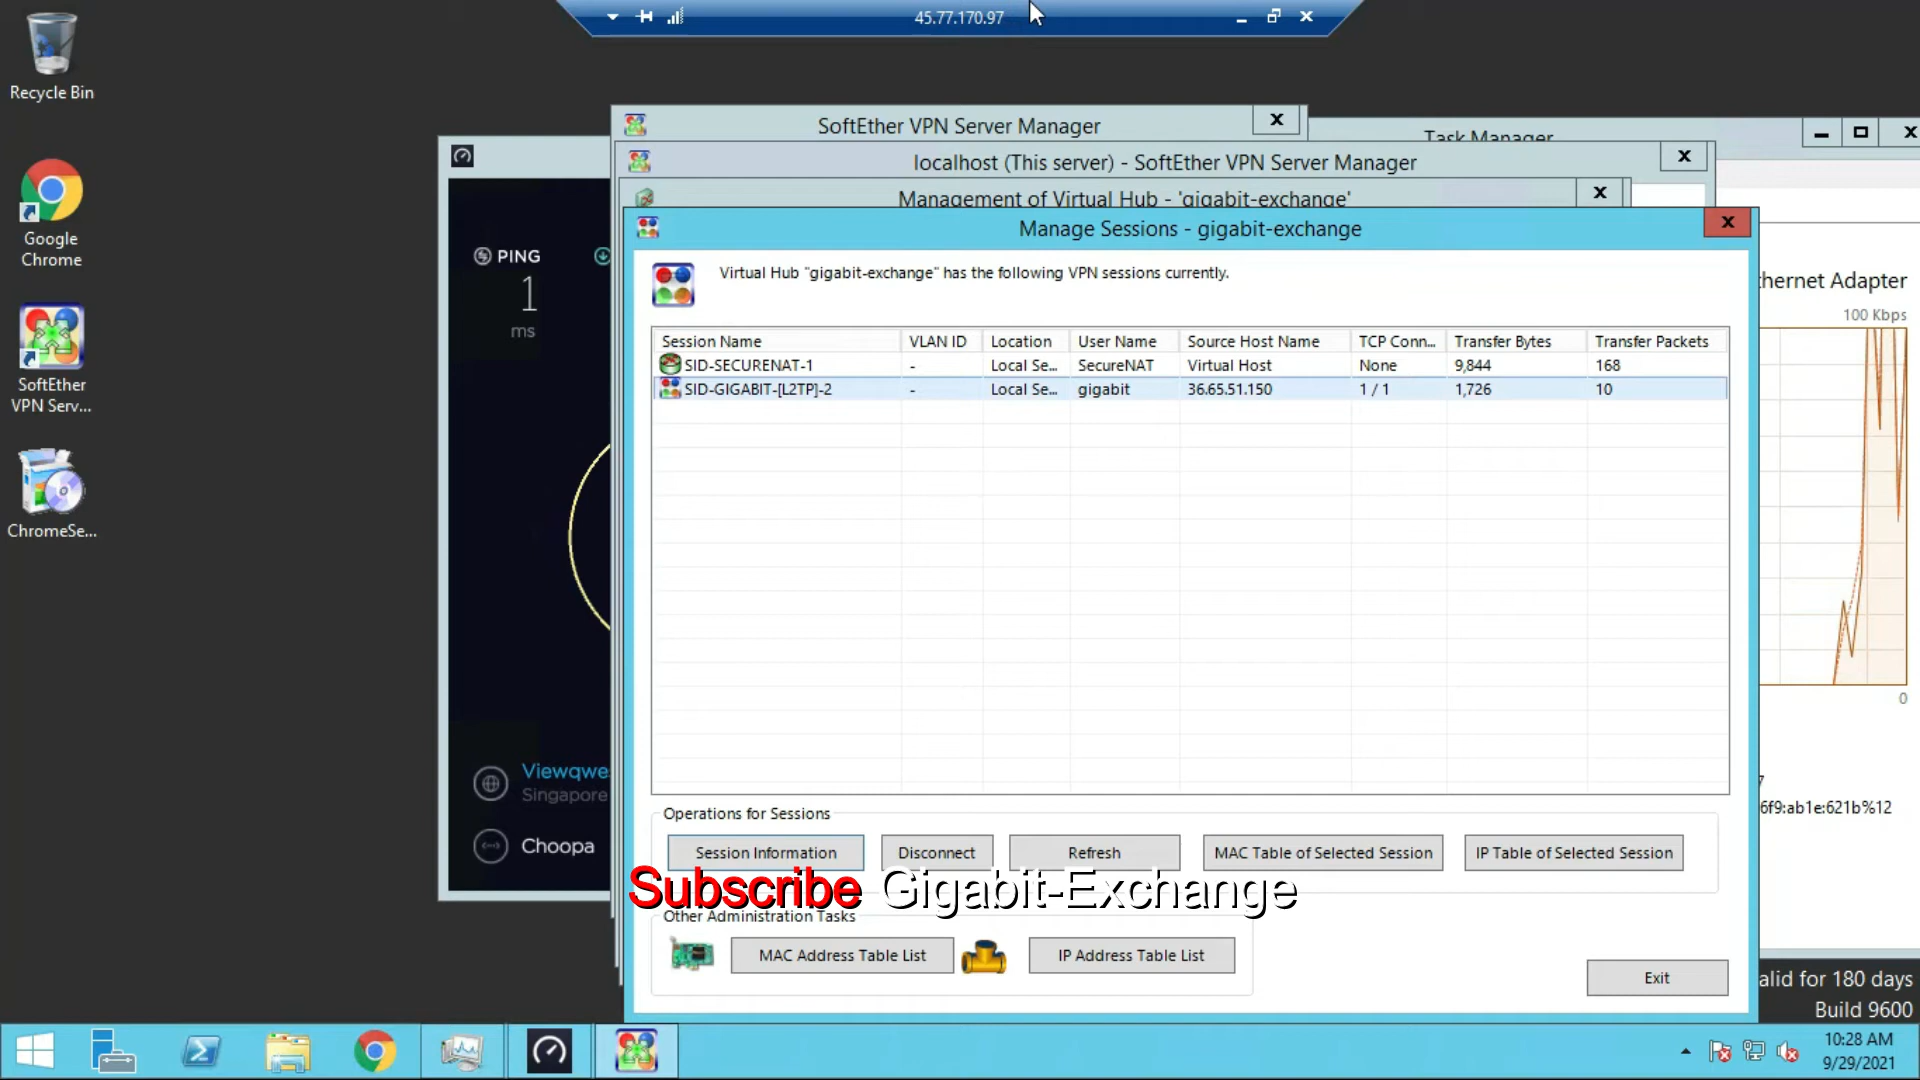 45.77.170.97
Recycle Bin
Google
Chrome
SoftEther
VPN Serv...
ChromeSe...
SoftEther VPN Server Manager
Task Manager
localhost (This server) - SoftEther VPN Server Manager
Management of Virtual Hub - 'gigabit-exchange'
Manage Sessions - gigabit-exchange
Virtual Hub "gigabit-exchange" has the following VPN sessions currently.
Session Name VLAN ID Location User Name Source Host Name TCP Conn... Transfer Bytes Transfer Packets
SID-SECURENAT-1 - Local Se... SecureNAT Virtual Host None 9,844 168
SID-GIGABIT-[L2TP]-2 - Local Se... gigabit 36.65.51.150 1 / 1 1,726 10
Operations for Sessions
Session Information Disconnect Refresh MAC Table of Selected Session IP Table of Selected Session
Subscribe Gigabit-Exchange
Other Administration Tasks
MAC Address Table List IP Address Table List
Exit
PING
1
ms
Viewqwe
Singapore
Choopa
hernet Adapter
100 Kbps
0
6f9:ab1e:621b%12
alid for 180 days
Build 9600
10:28 AM
9/29/2021